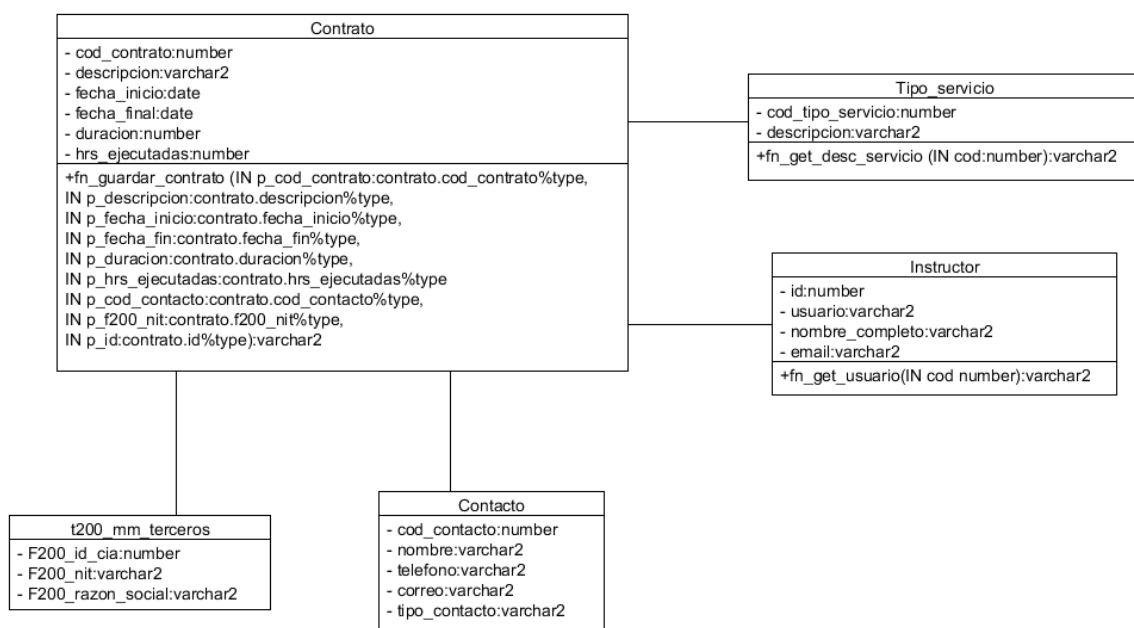 Contrato
- cod_contrato:number
- descripcion:varchar2
- fecha_inicio:date
- fecha_final:date
- duracion:number
- hrs_ejecutadas:number
+fn_guardar_contrato (IN p_cod_contrato:contrato.cod_contrato%type,
IN p_descripcion:contrato.descripcion%type,
IN p_fecha_inicio:contrato.fecha_inicio%type,
IN p_fecha_fin:contrato.fecha_fin%type,
IN p_duracion:contrato.duracion%type,
IN p_hrs_ejecutadas:contrato.hrs_ejecutadas%type
IN p_cod_contacto:contrato.cod_contacto%type,
IN p_f200_nit:contrato.f200_nit%type,
IN p_id:contrato.id%type):varchar2
Tipo_servicio
- cod_tipo_servicio:number
- descripcion:varchar2
+fn_get_desc_servicio (IN cod:number):varchar2
Instructor
- id:number
- usuario:varchar2
- nombre_completo:varchar2
- email:varchar2
+fn_get_usuario(IN cod number):varchar2
t200_mm_terceros
- F200_id_cia:number
- F200_nit:varchar2
- F200_razon_social:varchar2
Contacto
- cod_contacto:number
- nombre:varchar2
- telefono:varchar2
- correo:varchar2
- tipo_contacto:varchar2